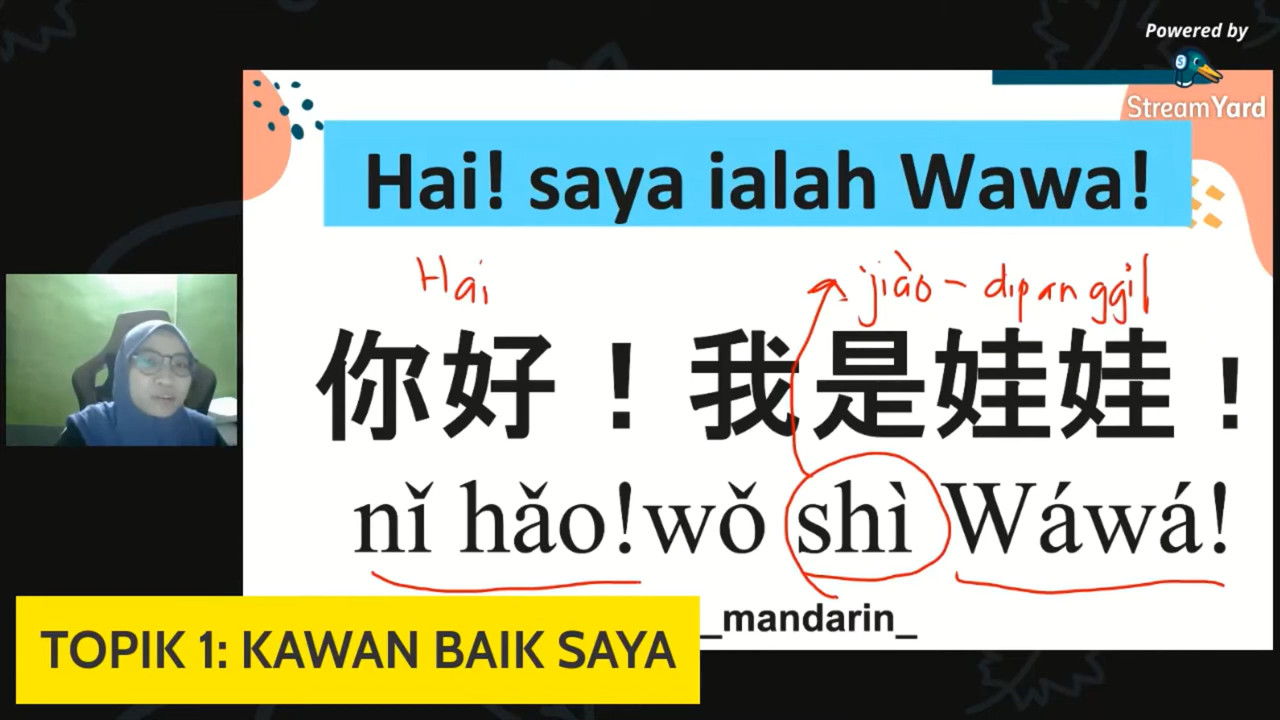 Powered by
StreamYard
Hai! saya ialah Wawa!
Hai
jiào - dipanggil
你好！我是娃娃！
nǐ hǎo!wǒ shì Wáwá!
_mandarin_
TOPIK 1: KAWAN BAIK SAYA